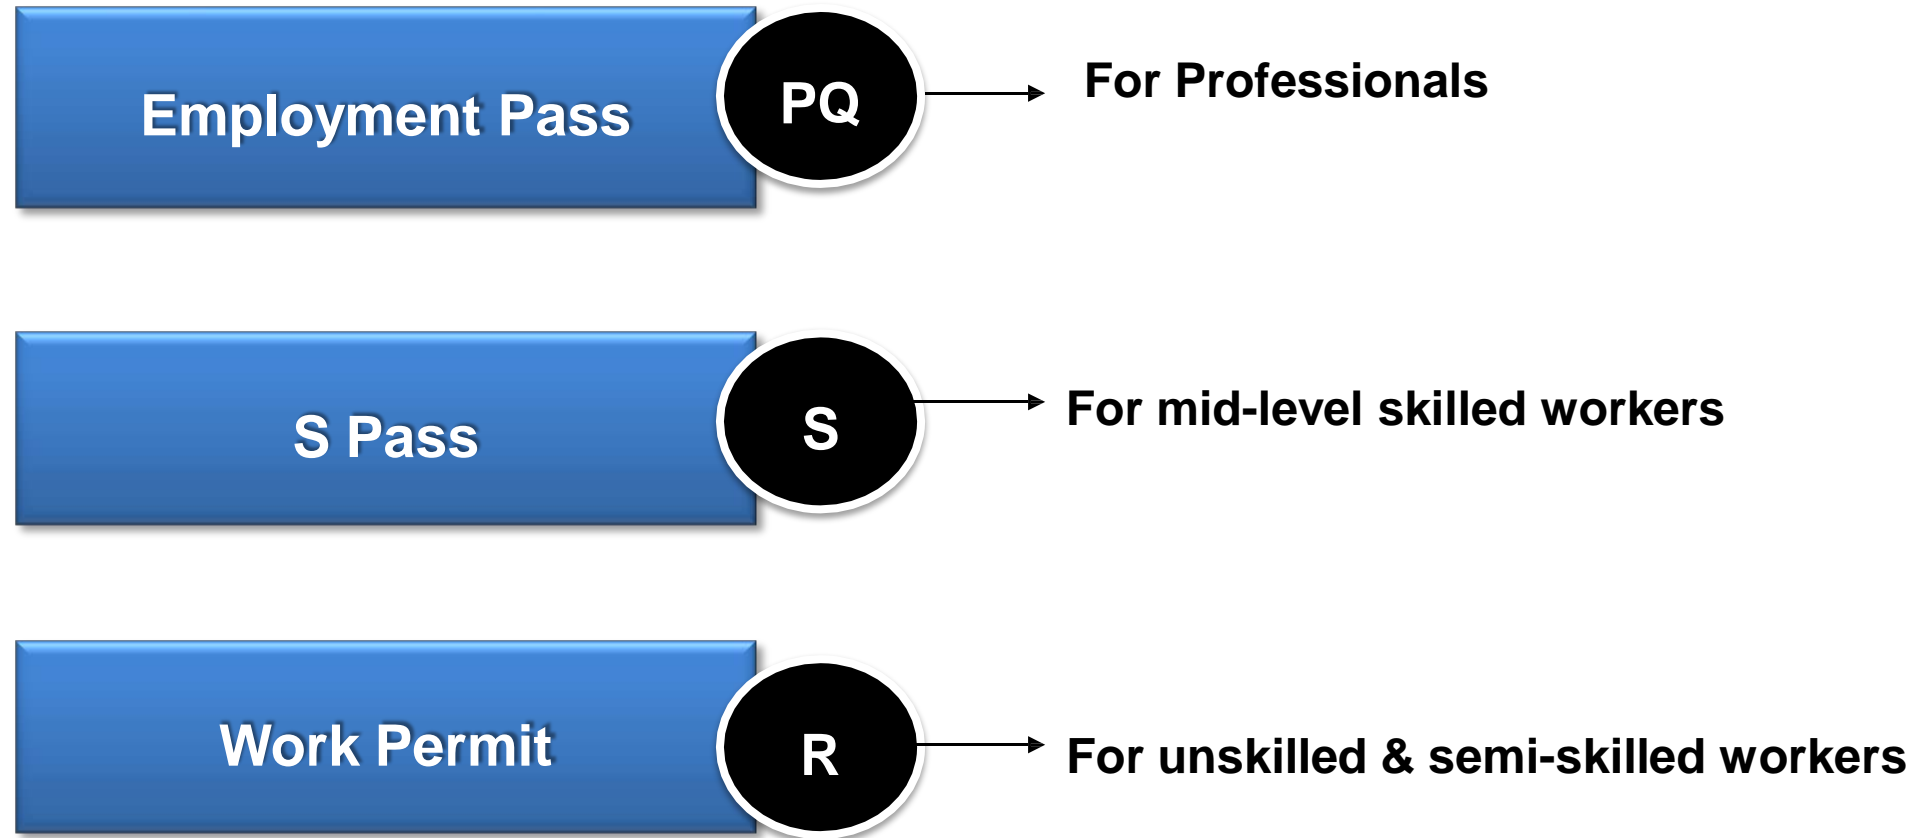 Employment Pass
PQ
For Professionals
S Pass
S
For mid-level skilled workers
Work Permit
R
For unskilled & semi-skilled workers